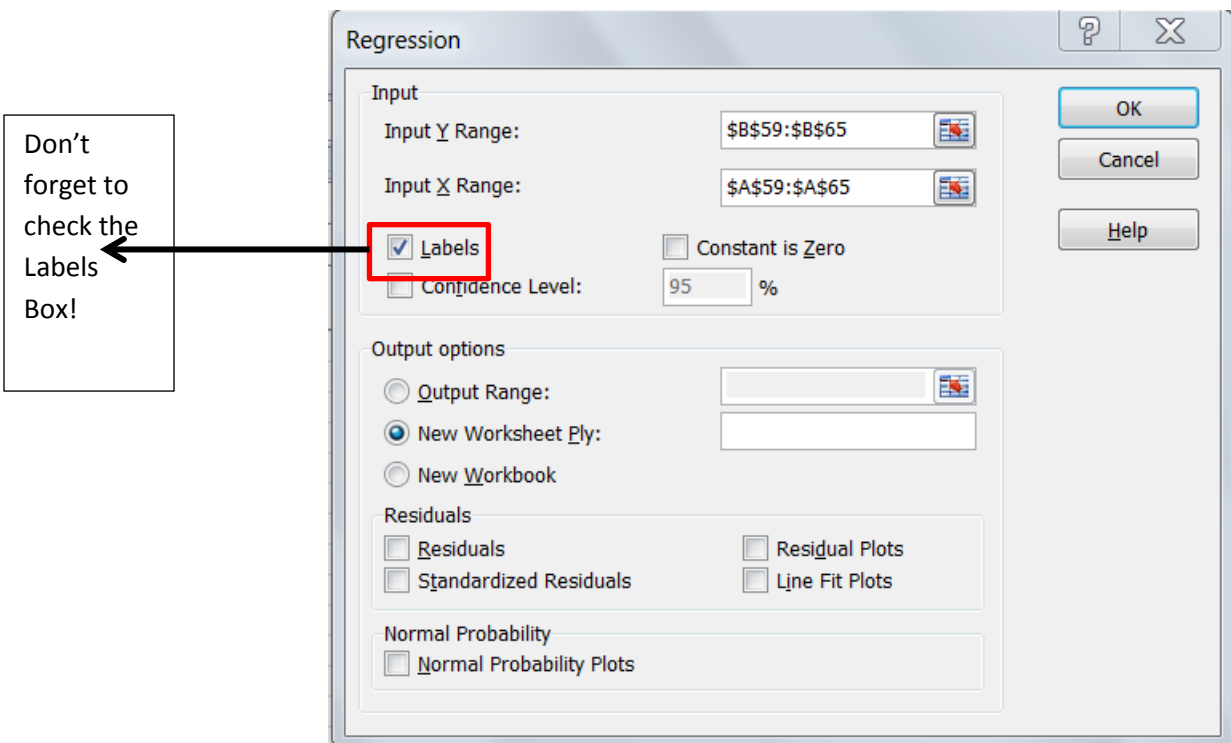 Regression
Input
Input Y Range:
$B$59:$B$65
Input X Range:
$A$59:$A$65
Labels
Constant is Zero
Confidence Level:
95
%
OK
Cancel
Help
Don’t
forget to
check the
Labels
Box!
Output options
Output Range:
New Worksheet Ply:
New Workbook
Residuals
Residuals
Residual Plots
Standardized Residuals
Line Fit Plots
Normal Probability
Normal Probability Plots